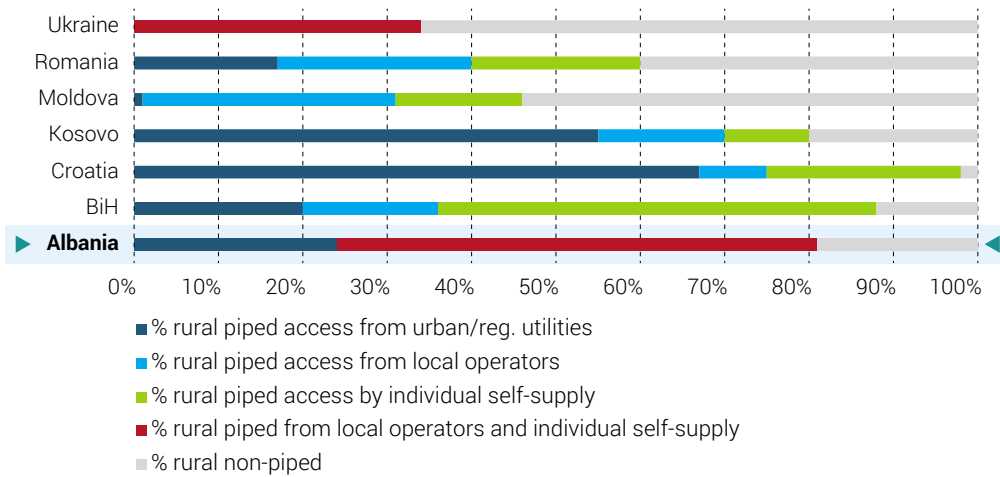 Ukraine
Romania
Moldova
Kosovo
Croatia
BiH
Albania
0% 10% 20% 30% 40% 50% 60% 70% 80% 90% 100%
% rural piped access from urban/reg. utilities
% rural piped access from local operators
% rural piped access by individual self-supply
% rural piped from local operators and individual self-supply
% rural non-piped